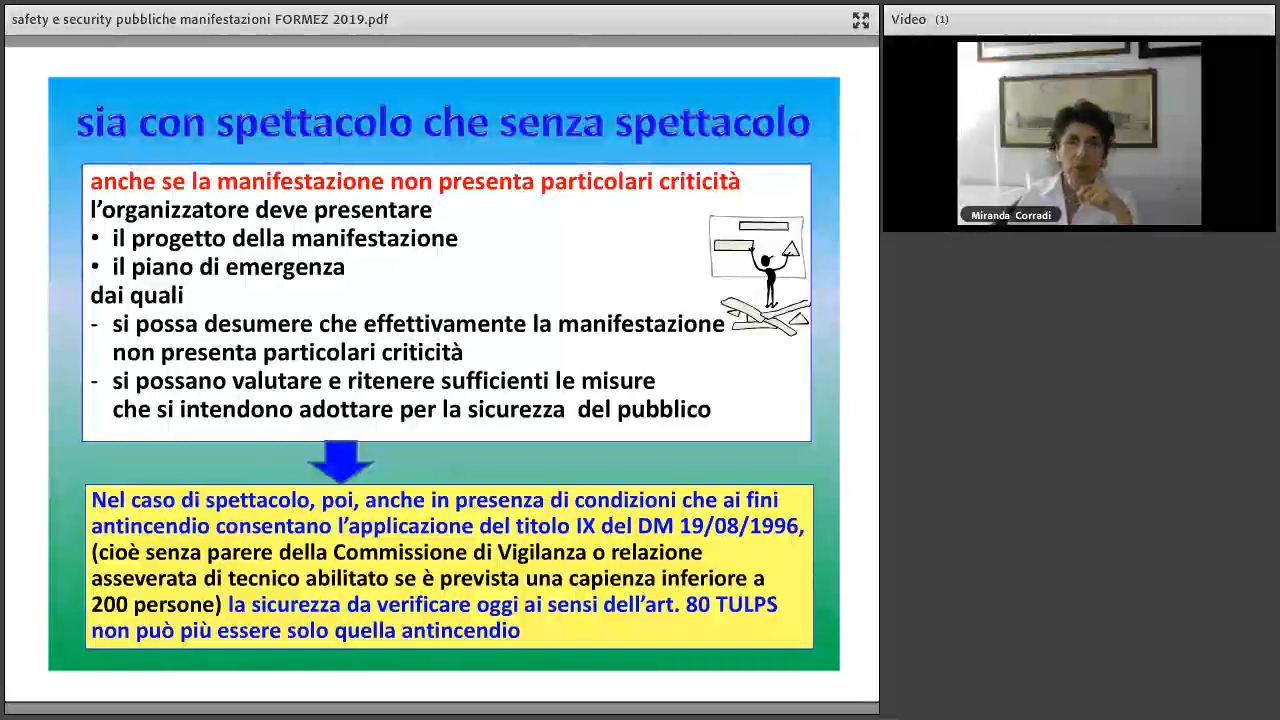 safety e security pubbliche manifestazioni FORMEZ 2019.pdf
Video (1)
Miranda Corradi
sia con spettacolo che senza spettacolo
anche se la manifestazione non presenta particolari criticità
l’organizzatore deve presentare
• il progetto della manifestazione
• il piano di emergenza
dai quali
- si possa desumere che effettivamente la manifestazione
non presenta particolari criticità
- si possano valutare e ritenere sufficienti le misure
che si intendono adottare per la sicurezza del pubblico
Nel caso di spettacolo, poi, anche in presenza di condizioni che ai fini
antincendio consentano l’applicazione del titolo IX del DM 19/08/1996,
(cioè senza parere della Commissione di Vigilanza o relazione
asseverata di tecnico abilitato se è prevista una capienza inferiore a
200 persone) la sicurezza da verificare oggi ai sensi dell’art. 80 TULPS
non può più essere solo quella antincendio